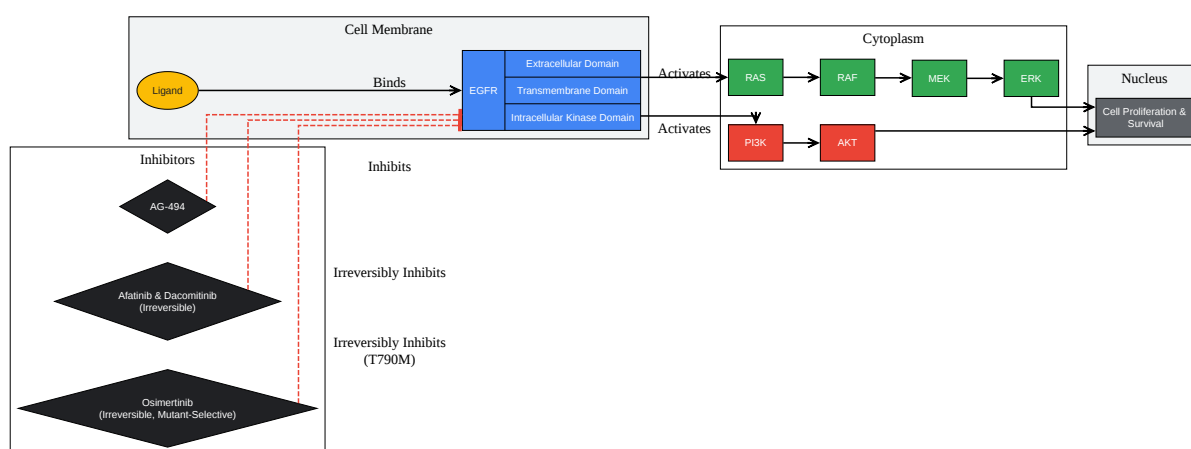 Cell Membrane
Ligand
Binds
EGFR
Extracellular Domain
Transmembrane Domain
Intracellular Kinase Domain
Activates
Activates
Cytoplasm
RAS
RAF
MEK
ERK
PI3K
AKT
Nucleus
Cell Proliferation &
Survival
Inhibitors
Inhibits
AG-494
Irreversibly Inhibits
Afatinib & Dacomitinib
(Irreversible)
Irreversibly Inhibits
(T790M)
Osimertinib
(Irreversible, Mutant-Selective)